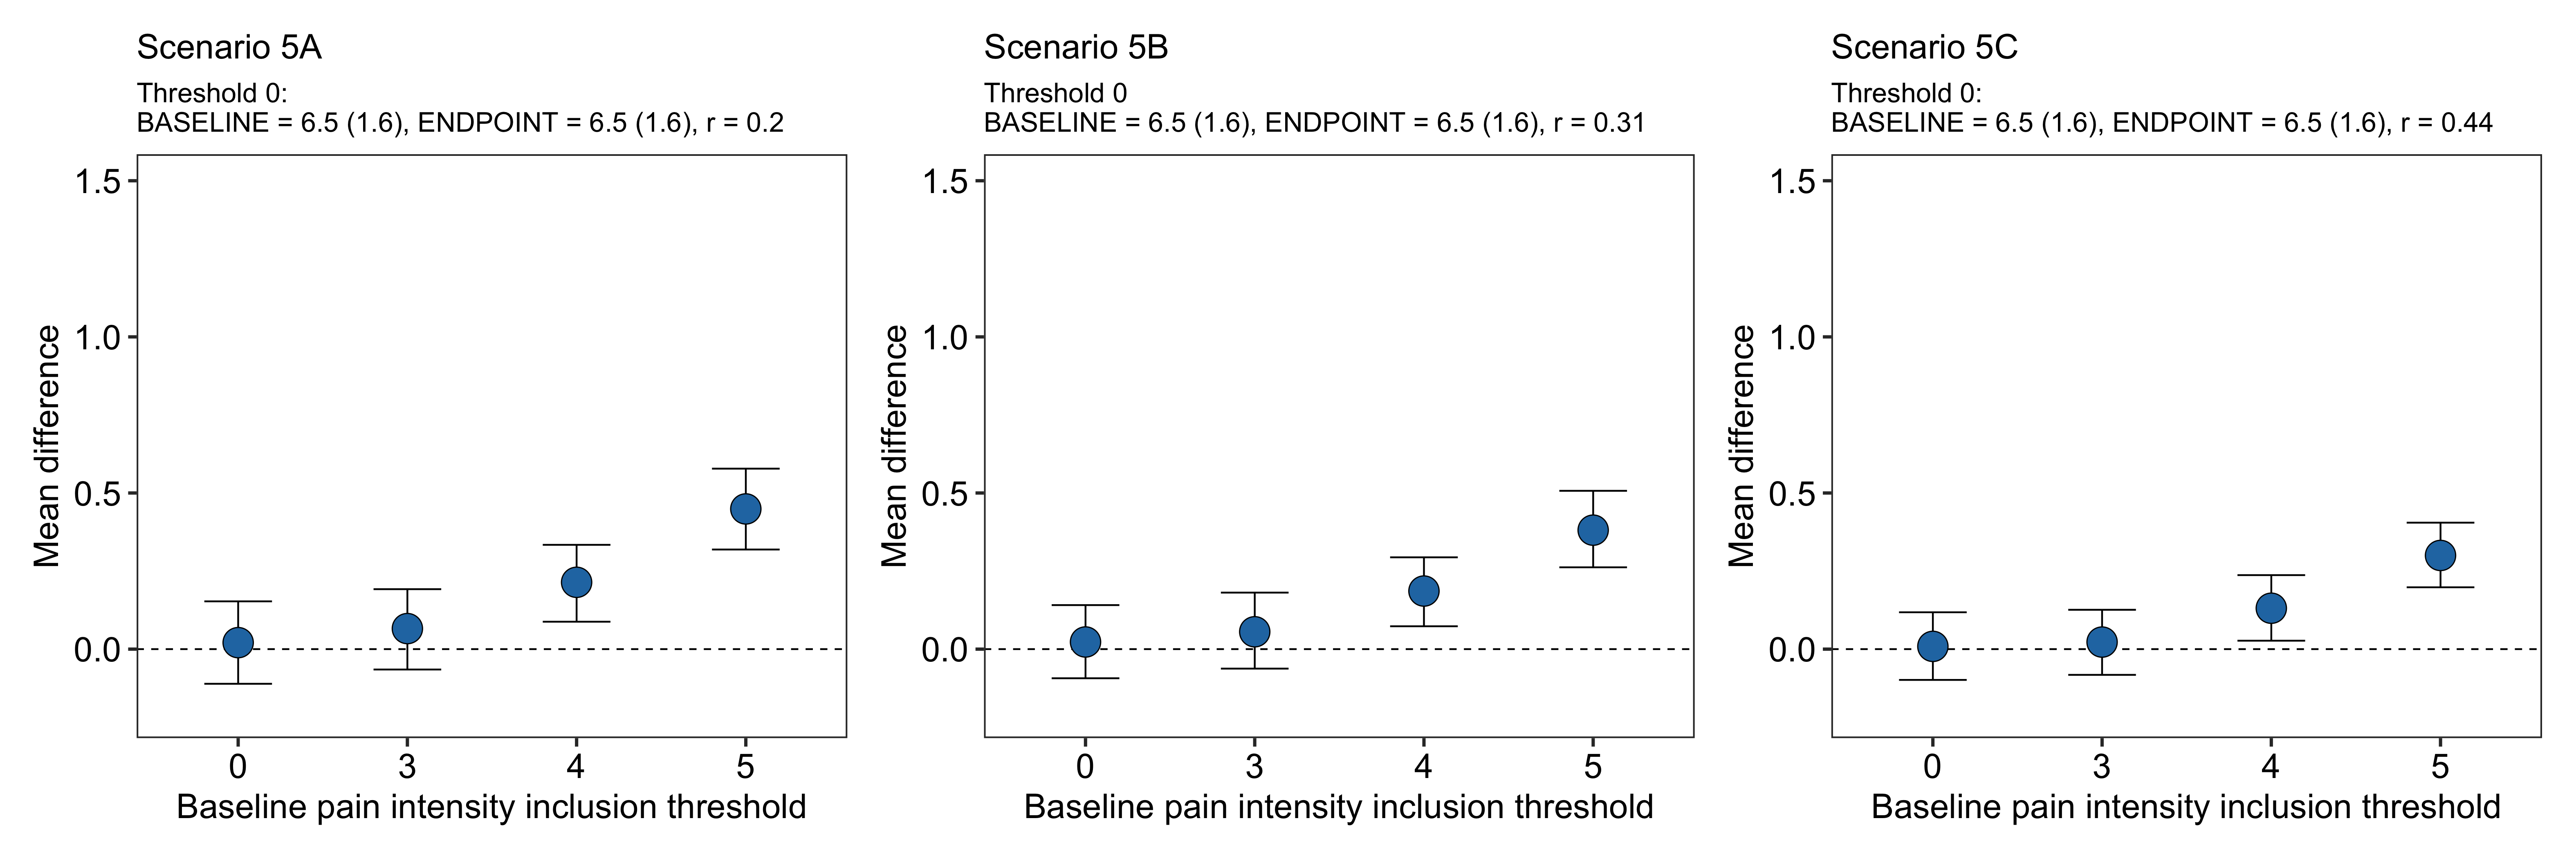 Scenario 5A
Threshold 0:
BASELINE = 6.5 (1.6), ENDPOINT = 6.5 (1.6), r = 0.2
Mean difference
1.5
1.0
0.5
0.0
0 3 4 5
Baseline pain intensity inclusion threshold
Scenario 5B
Threshold 0
BASELINE = 6.5 (1.6), ENDPOINT = 6.5 (1.6), r = 0.31
Mean difference
1.5
1.0
0.5
0.0
0 3 4 5
Baseline pain intensity inclusion threshold
Scenario 5C
Threshold 0:
BASELINE = 6.5 (1.6), ENDPOINT = 6.5 (1.6), r = 0.44
Mean difference
1.5
1.0
0.5
0.0
0 3 4 5
Baseline pain intensity inclusion threshold